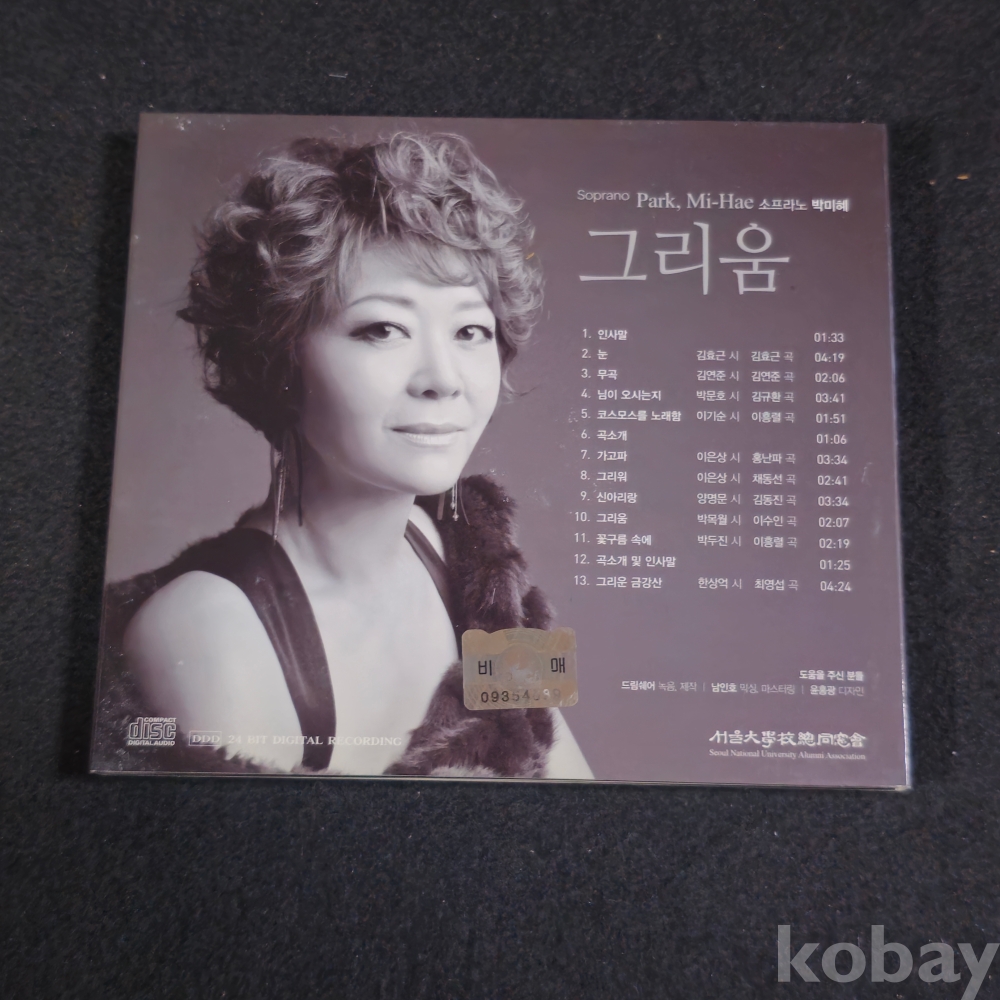 Soprano Park, Mi-Hae 소프라노 박미혜
그리움
1. 인사말 01:33
2. 눈 김효근 시 김효근 곡 04:19
3. 무곡 김연준 시 김연준 곡 02:06
4. 님이 오시는지 박문호 시 김규환 곡 03:41
5. 코스모스를 노래함 이기순 시 이흥렬 곡 01:51
6. 곡소개 01:06
7. 가고파 이은상 시 홍난파 곡 03:34
8. 그리워 이은상 시 채동선 곡 02:41
9. 신아리랑 양명문 시 김동진 곡 03:34
10. 그리움 박목월 시 이수인 곡 02:07
11. 꽃구름 속에 박두진 시 이흥렬 곡 02:19
12. 곡소개 및 인사말 01:25
13. 그리운 금강산 한상억 시 최영섭 곡 04:24
비 매
도움을 주신 분들
드림쉐어 녹음, 제작 | 남인호 믹싱, 마스타링 | 윤홍광 디자인
COMPACT
disc
DIGITAL AUDIO
DDD 24 BIT DIGITAL RECORDING
서울大學校總同窓會
Seoul National University Alumni Association
kobay